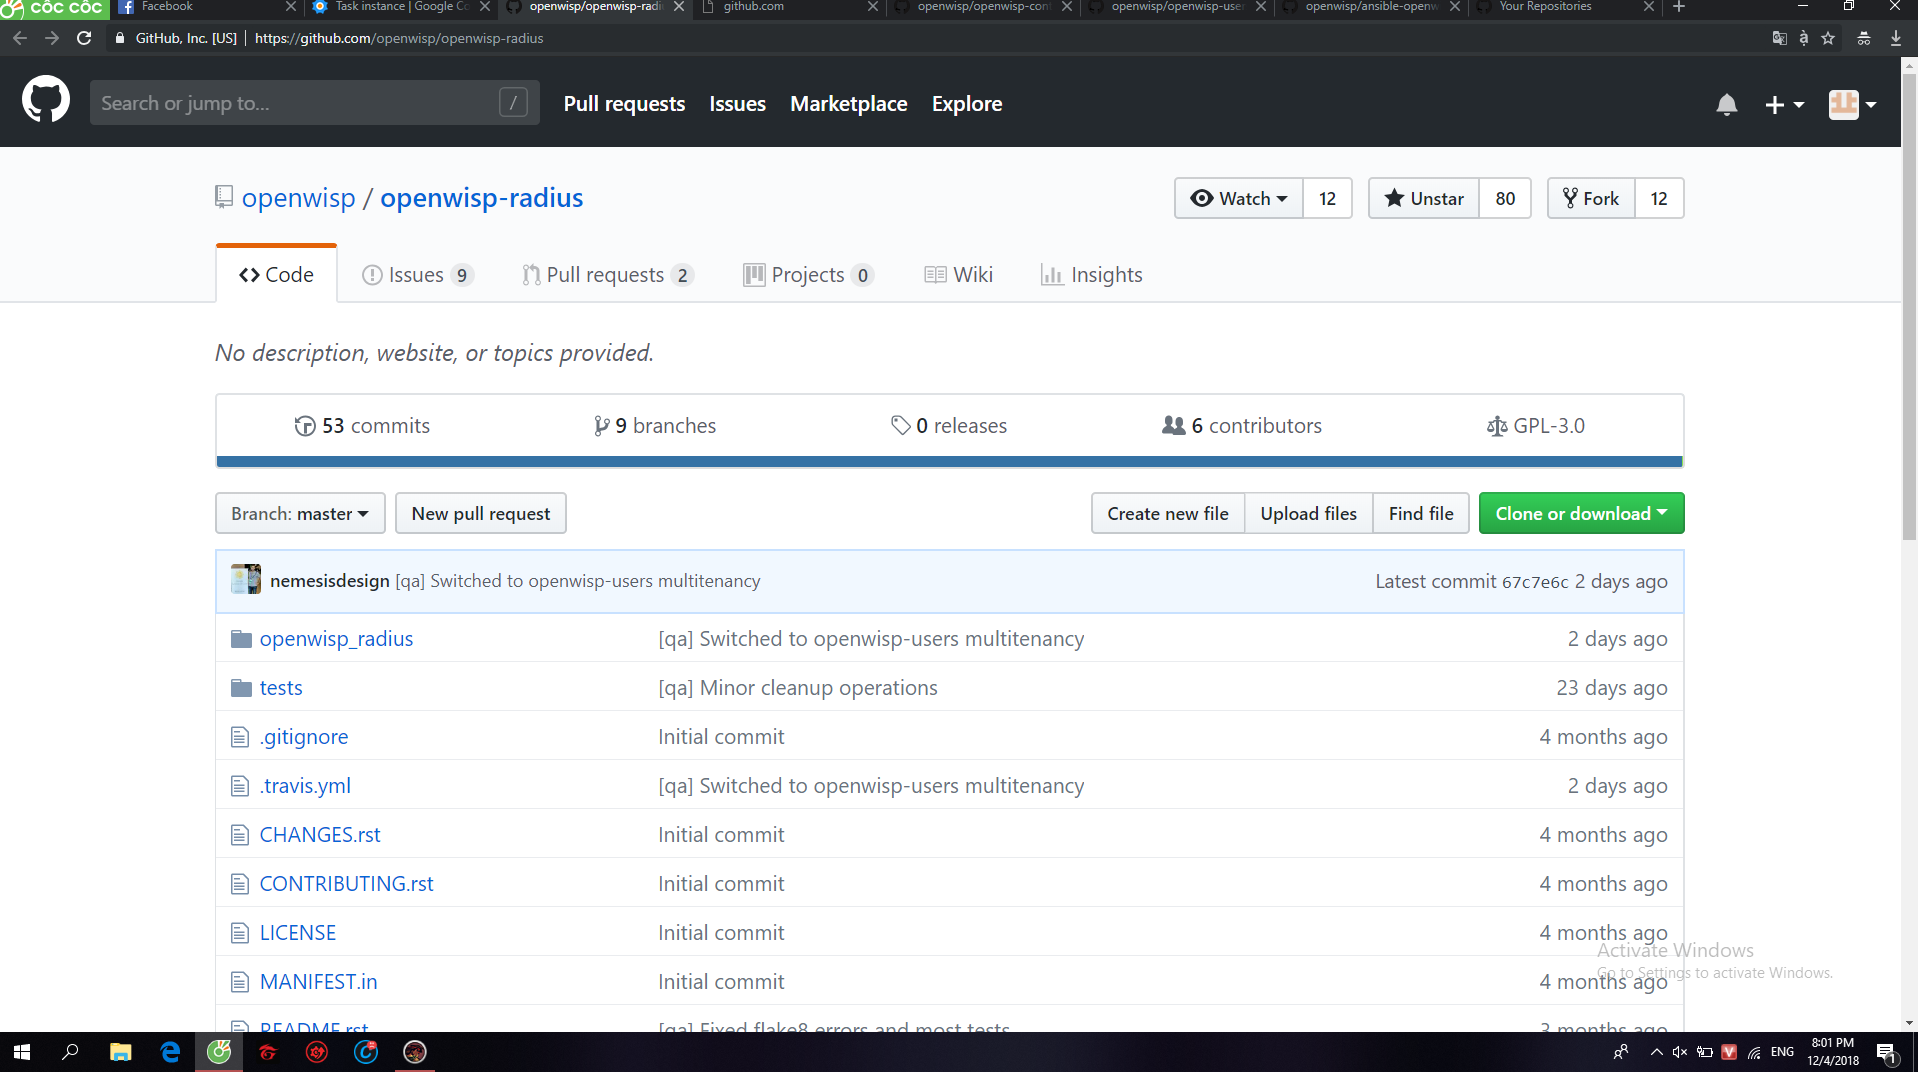 CỐC CỐC Facebook Task instance | Google Co openwisp/openwisp-radiu github.com openwisp/openwisp-cont openwisp/openwisp-user openwisp/ansible-openw Your Repositories
GitHub, Inc. [US] | https://github.com/openwisp/openwisp-radius
Search or jump to... / Pull requests Issues Marketplace Explore
openwisp / openwisp-radius Watch 12 Unstar 80 Fork 12
Code Issues 9 Pull requests 2 Projects 0 Wiki Insights
No description, website, or topics provided.
53 commits 9 branches 0 releases 6 contributors GPL-3.0
Branch: master New pull request Create new file Upload files Find file Clone or download
nemesisdesign [qa] Switched to openwisp-users multitenancy Latest commit 67c7e6c 2 days ago
openwisp_radius [qa] Switched to openwisp-users multitenancy 2 days ago
tests [qa] Minor cleanup operations 23 days ago
.gitignore Initial commit 4 months ago
.travis.yml [qa] Switched to openwisp-users multitenancy 2 days ago
CHANGES.rst Initial commit 4 months ago
CONTRIBUTING.rst Initial commit 4 months ago
LICENSE Initial commit 4 months ago
Activate Windows
Go to Settings to activate Windows.
MANIFEST.in Initial commit 4 months ago
README.rst [qa] Fixed flake8 errors and most tests 3 months ago
ENG 8:01 PM
12/4/2018 1